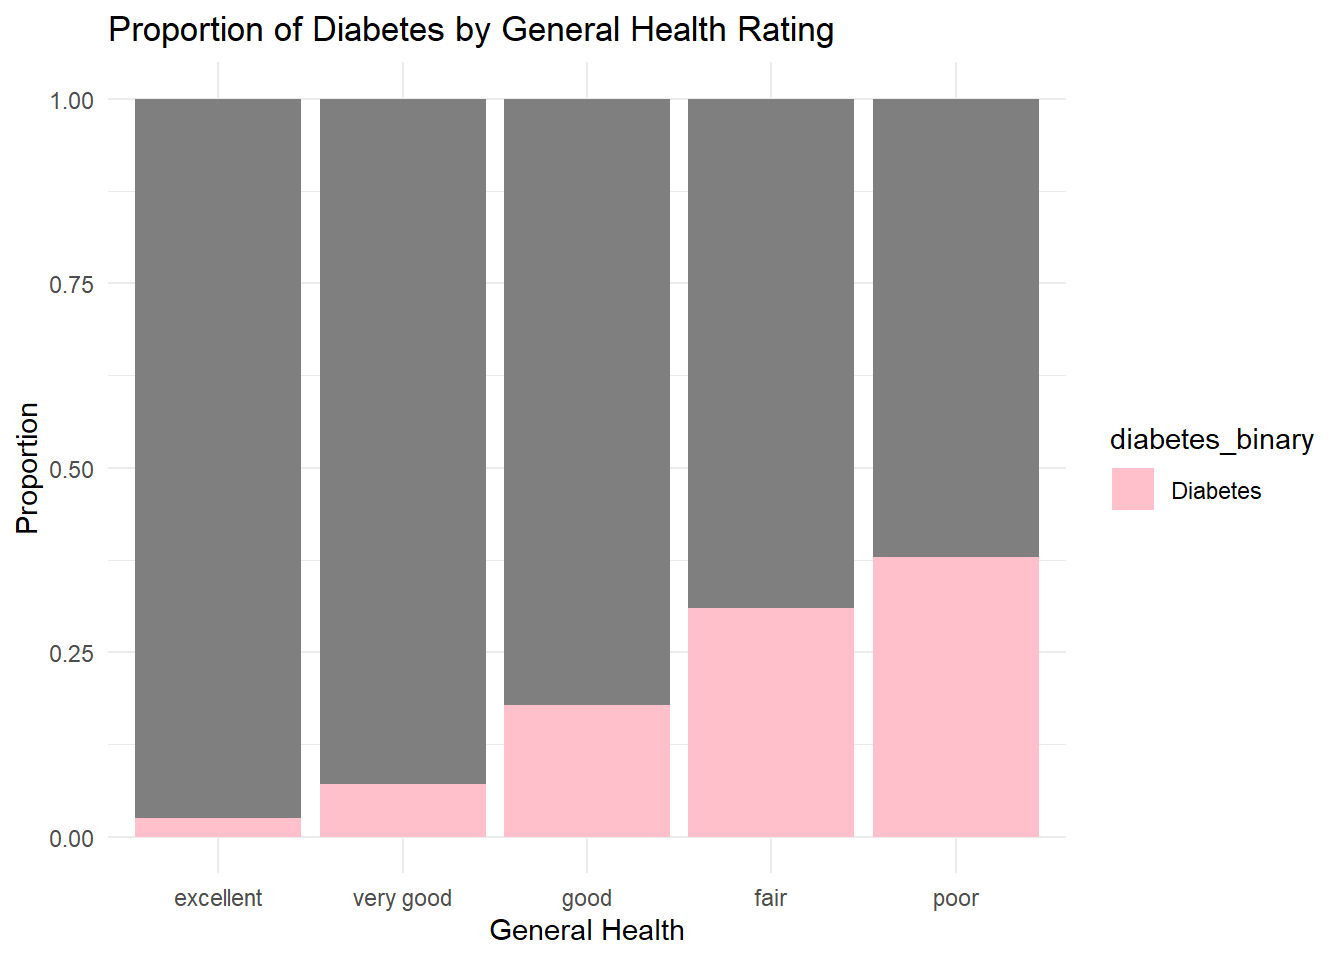 Proportion of Diabetes by General Health Rating
1.00
0.75
0.50
0.25
0.00
Proportion
excellent very good good fair poor
General Health
diabetes_binary
Diabetes